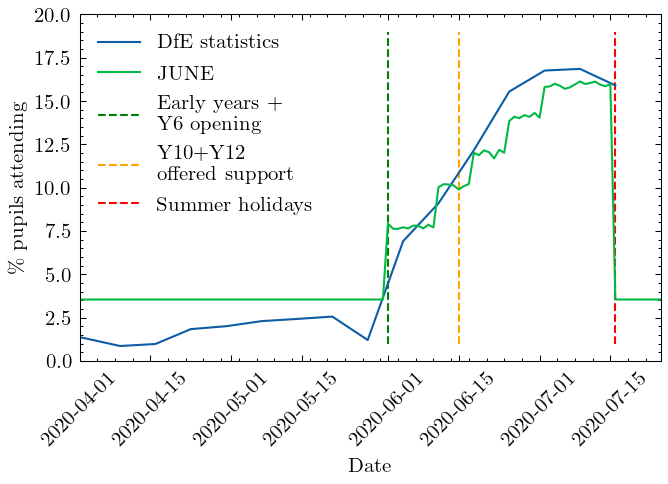 20.0
17.5
15.0
12.5
10.0
7.5
5.0
2.5
0.0
% pupils attending
DfE statistics
JUNE
Early years +
Y6 opening
Y10+Y12
offered support
Summer holidays
2020-04-01
2020-04-15
2020-05-01
2020-05-15
2020-06-01
2020-06-15
2020-07-01
2020-07-15
Date